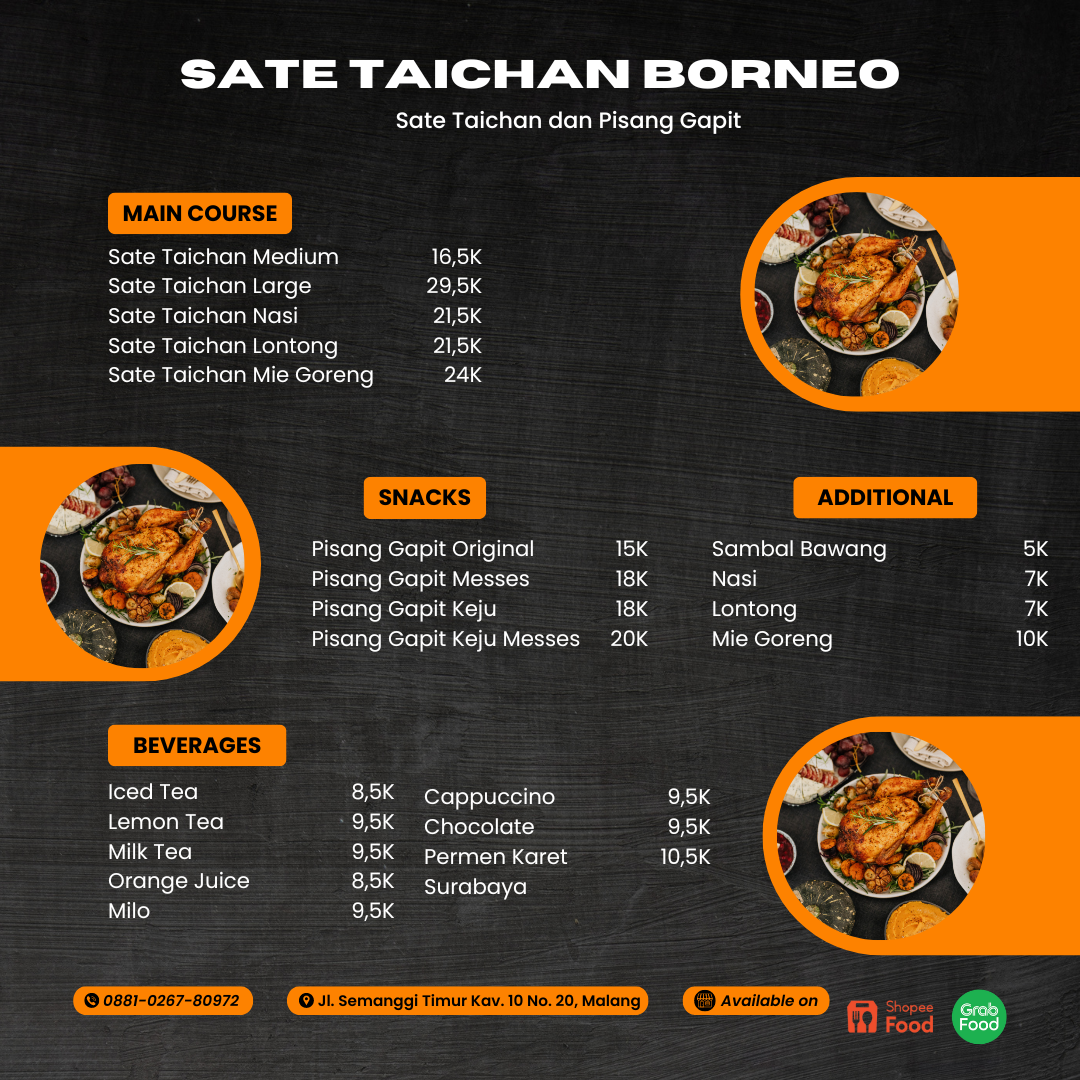 SATE TAICHAN BORNEO
Sate Taichan dan Pisang Gapit
MAIN COURSE
Sate Taichan Medium 16,5K
Sate Taichan Large 29,5K
Sate Taichan Nasi 21,5K
Sate Taichan Lontong 21,5K
Sate Taichan Mie Goreng 24K
SNACKS
Pisang Gapit Original 15K
Pisang Gapit Messes 18K
Pisang Gapit Keju 18K
Pisang Gapit Keju Messes 20K
ADDITIONAL
Sambal Bawang 5K
Nasi 7K
Lontong 7K
Mie Goreng 10K
BEVERAGES
Iced Tea 8,5K
Lemon Tea 9,5K
Milk Tea 9,5K
Orange Juice 8,5K
Milo 9,5K
Cappuccino 9,5K
Chocolate 9,5K
Permen Karet 10,5K
Surabaya
0881-0267-80972
Jl. Semanggi Timur Kav. 10 No. 20, Malang
Available on
Shopee
Food
Grab
Food